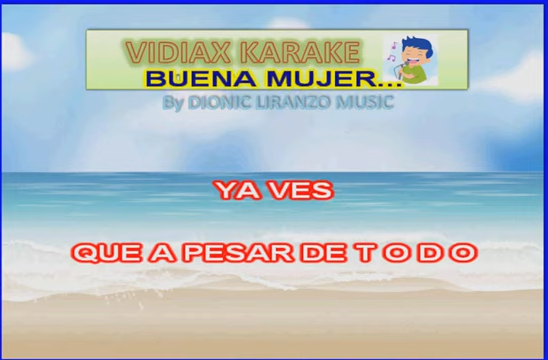 VIDIAX KARAKE
BUENA MUJER...
By DIONIC LIRANZO MUSIC
YA VES
QUE A PESAR DE T O D O